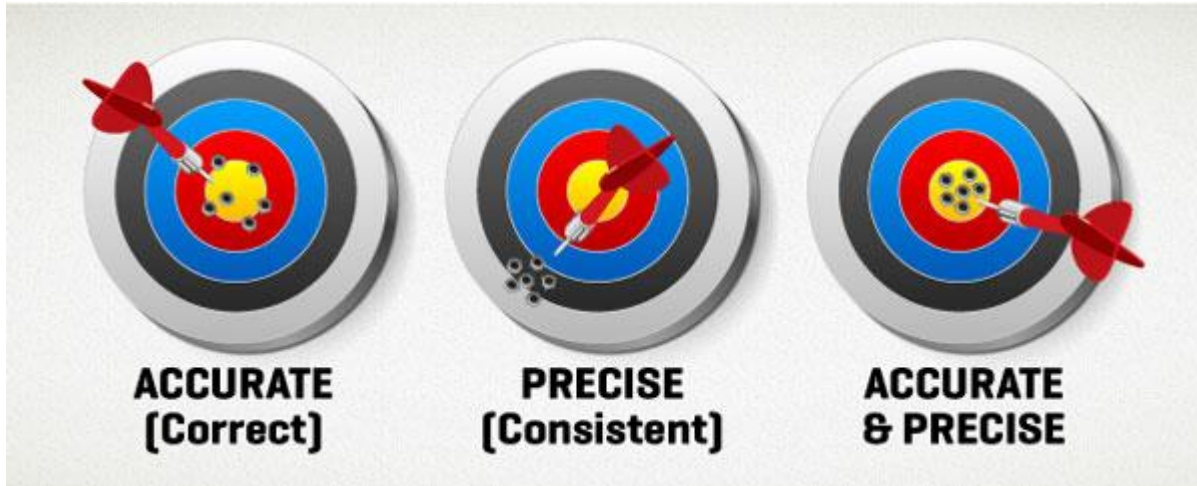 ACCURATE
(Correct)
PRECISE
(Consistent)
ACCURATE
& PRECISE